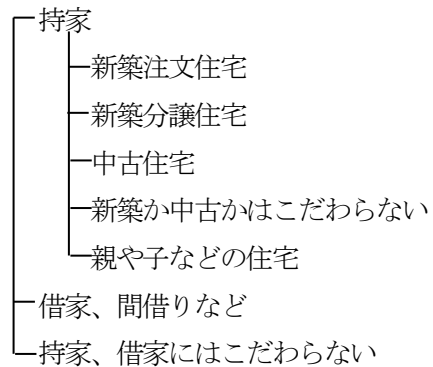 持家
新築注文住宅
新築分譲住宅
中古住宅
新築か中古かはこだわらない
親や子などの住宅
借家、間借りなど
持家、借家にはこだわらない